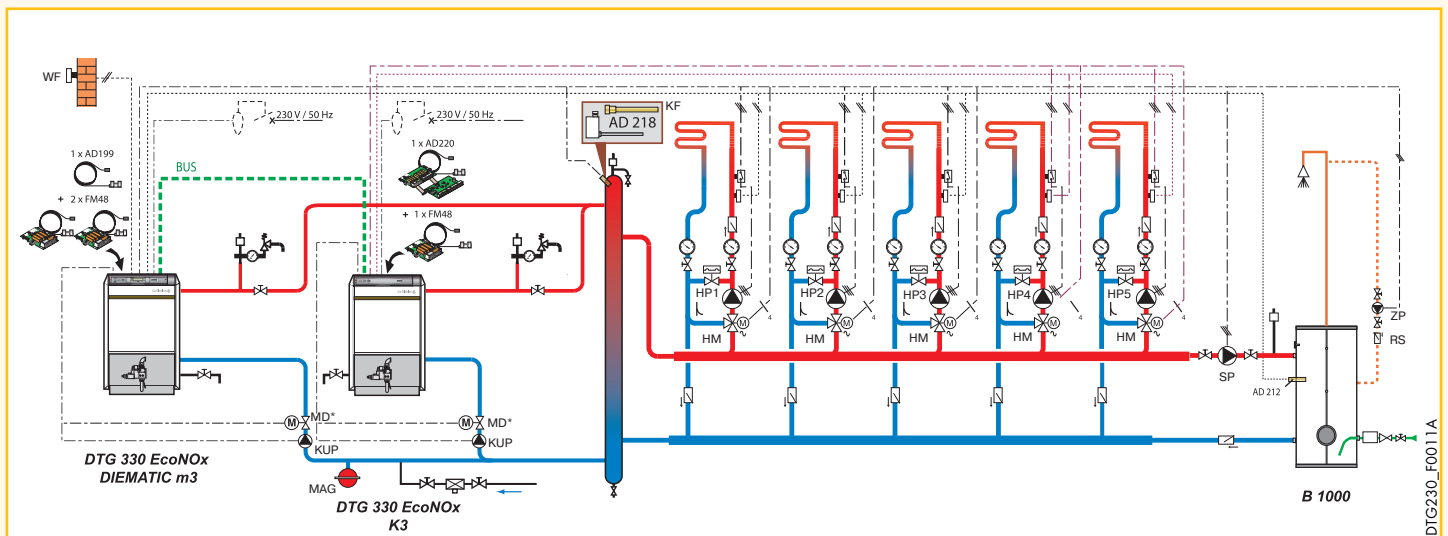 WF
1 x AD199
+ 2 x FM48
230 V / 50 Hz
BUS
230 V / 50 Hz
1 x AD220
+ 1 x FM48
KF
AD 218
HP1
HP2
HP3
HP4
HP5
M
M
M
M
M
4
4
4
4
4
HM
HM
HM
HM
HM
SP
ZP
RS
AD 212
M
MD*
KUP
M
MD*
KUP
MAG
DTG 330 EcoNOx
DIEMATIC m3
DTG 330 EcoNOx
K3
B 1000
DTG230_F0011A